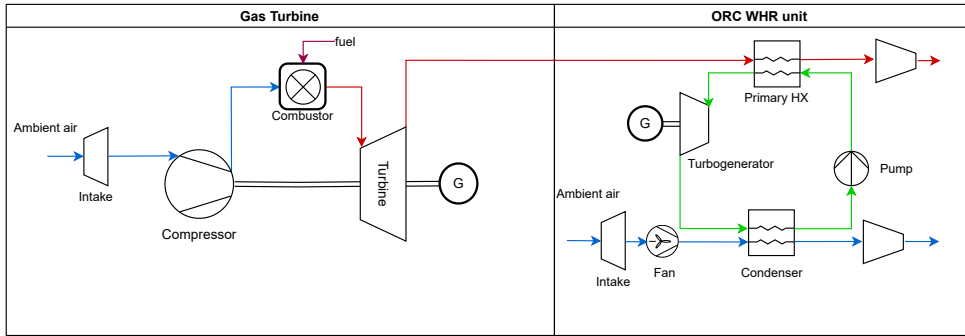 Gas Turbine
ORC WHR unit
fuel
Combustor
Ambient air
Intake
Compressor
Turbine
G
Primary HX
G
Turbogenerator
Pump
Ambient air
Intake
Fan
Condenser